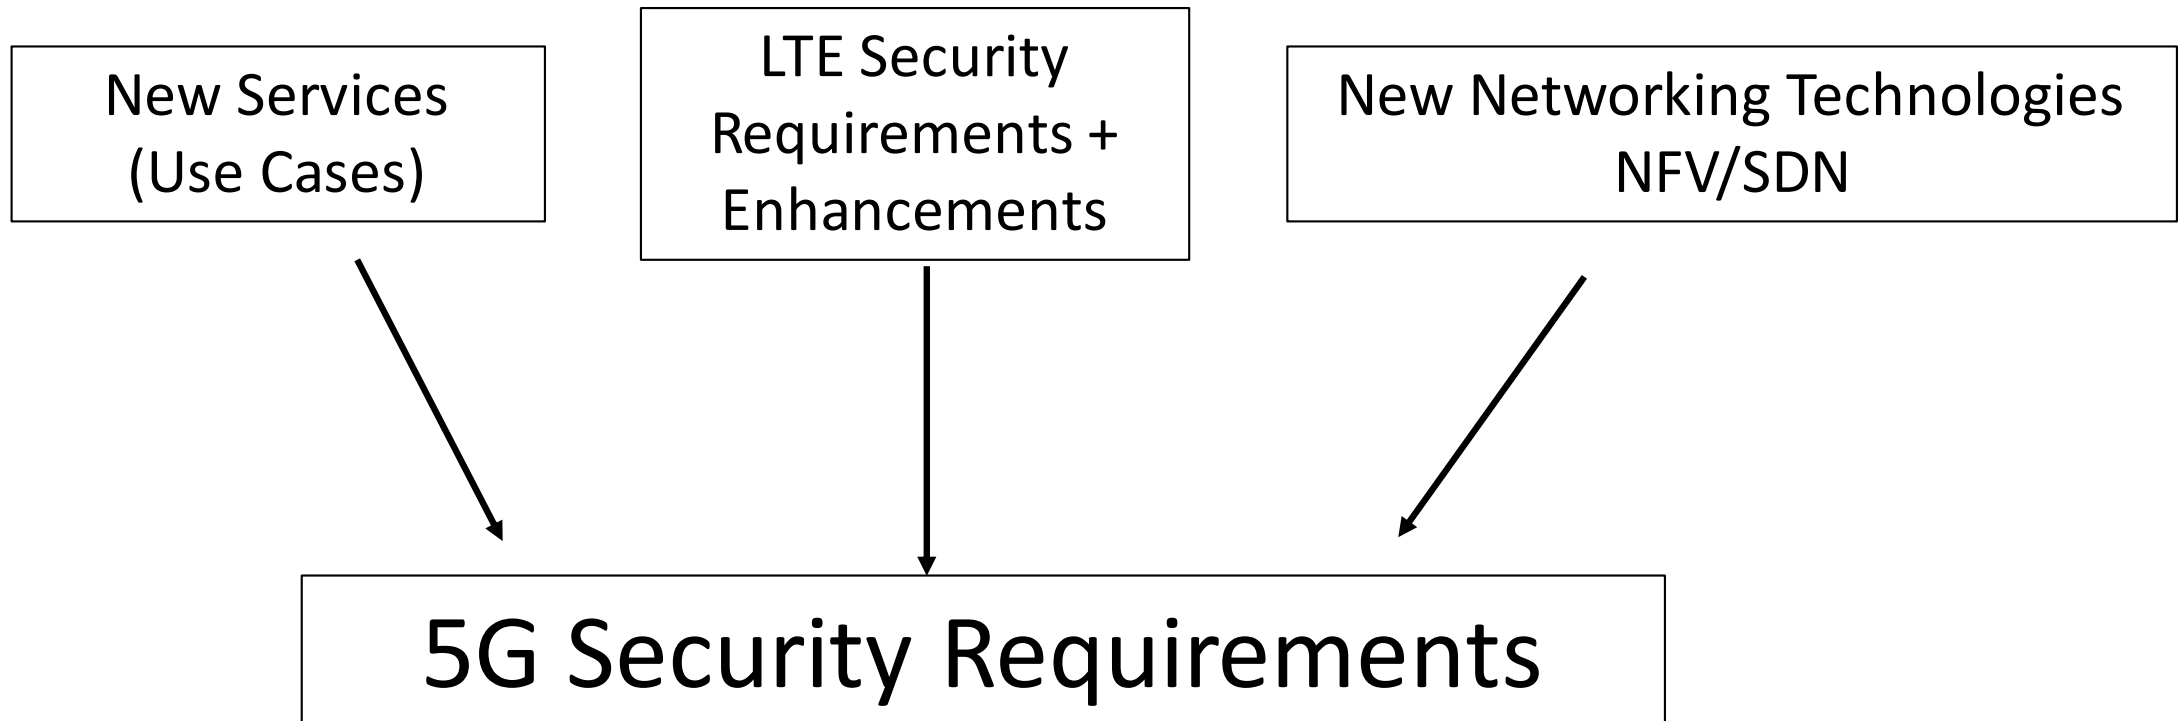 New Services
(Use Cases)
LTE Security
Requirements +
Enhancements
New Networking Technologies
NFV/SDN
5G Security Requirements